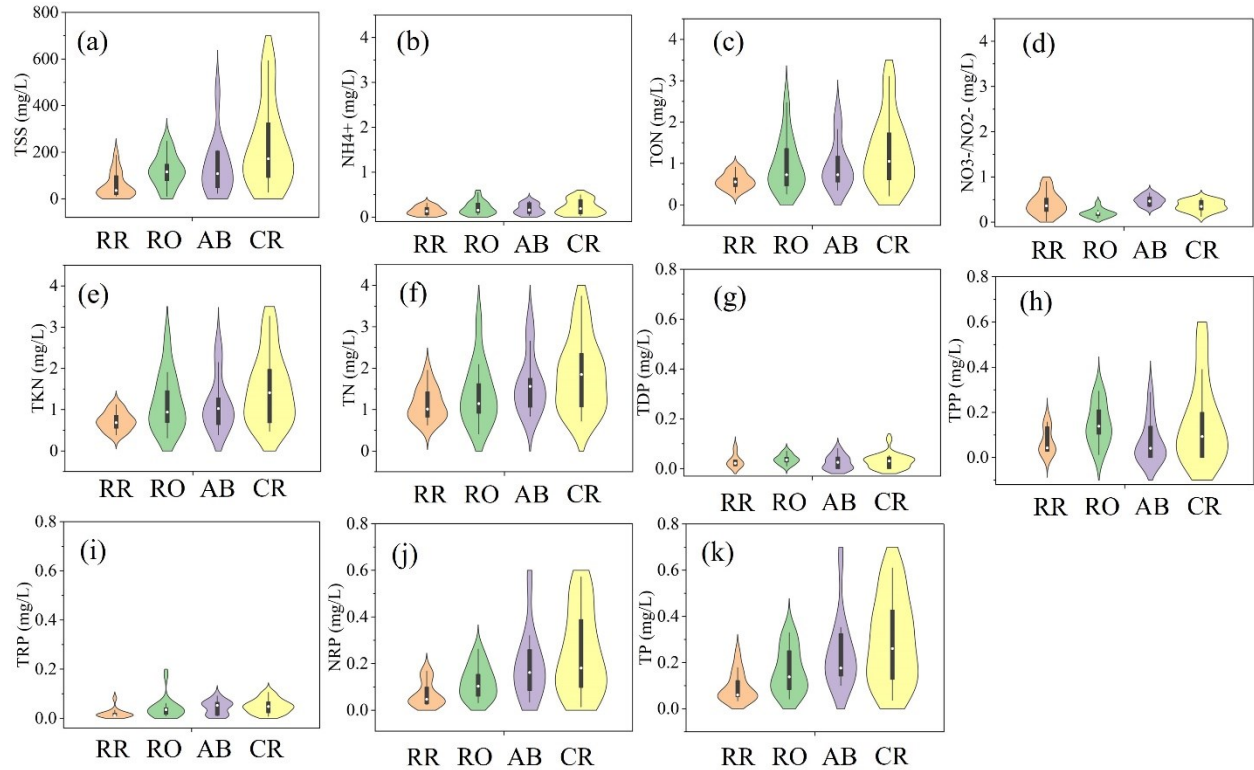 (a)
TSS (mg/L)
800
600
400
200
0
RR RO AB CR
(b)
NH4+ (mg/L)
4
3
2
1
0
RR RO AB CR
(c)
TON (mg/L)
4
3
2
1
0
RR RO AB CR
(d)
NO3-/NO2- (mg/L)
4
3
2
1
0
RR RO AB CR
(e)
TKN (mg/L)
4
3
2
1
0
RR RO AB CR
(f)
TN (mg/L)
4
3
2
1
0
RR RO AB CR
(g)
TDP (mg/L)
0.8
0.6
0.4
0.2
0.0
RR RO AB CR
(h)
TPP (mg/L)
0.8
0.6
0.4
0.2
0.0
RR RO AB CR
(i)
TRP (mg/L)
0.8
0.6
0.4
0.2
0.0
RR RO AB CR
(j)
NRP (mg/L)
0.8
0.6
0.4
0.2
0.0
RR RO AB CR
(k)
TP (mg/L)
0.8
0.6
0.4
0.2
0.0
RR RO AB CR